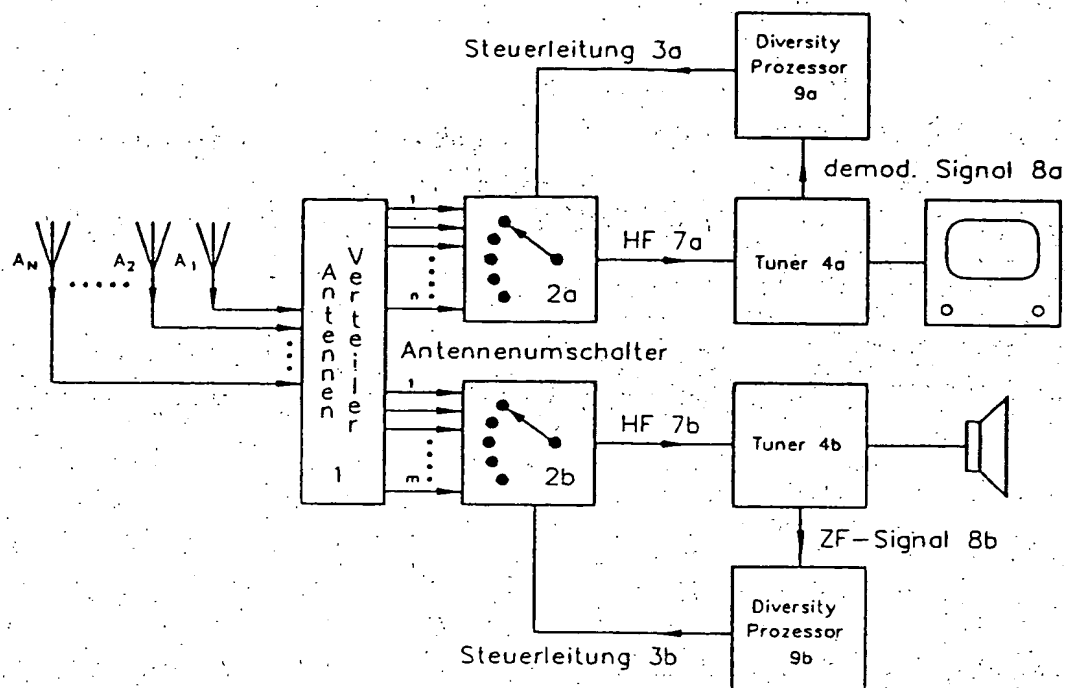 Steuerleitung 3a
Diversity
Prozessor
9a
demod. Signal 8a
A_N
A_2
A_1
Antennen
Verteiler
1
1
n
2a
HF 7a
Tuner 4a
Antennenumschalter
1
m
2b
HF 7b
Tuner 4b
ZF-Signal 8b
Steuerleitung 3b
Diversity
Prozessor
9b